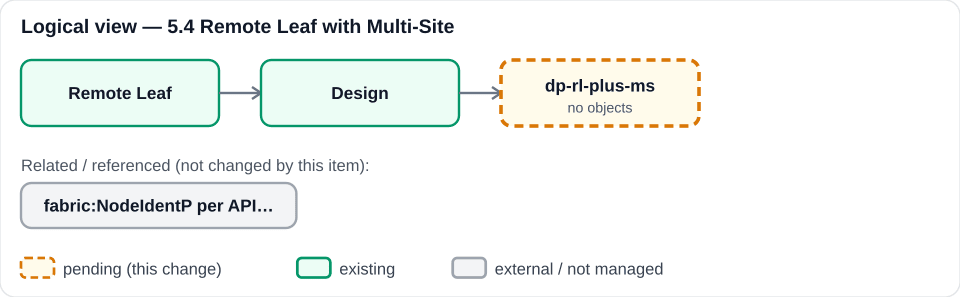 Logical view — 5.4 Remote Leaf with Multi-Site
Remote Leaf
Design
dp-rl-plus-ms
no objects
Related / referenced (not changed by this item):
fabric:NodeIdentP per API…
pending (this change)
existing
external / not managed